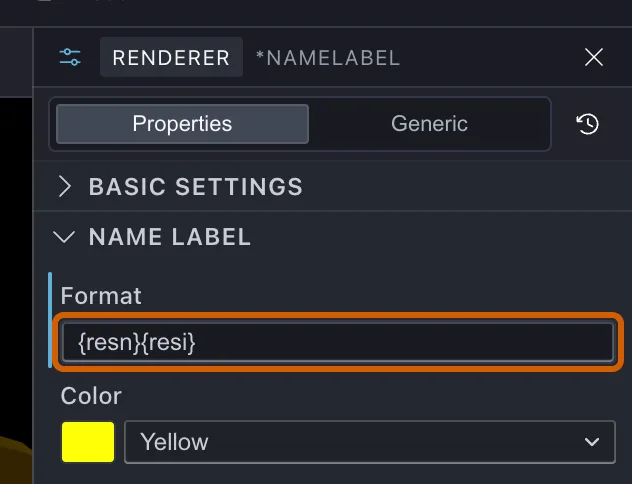 RENDERER *NAMELABEL
Properties Generic
BASIC SETTINGS
NAME LABEL
Format
{resn}{resi}
Color
Yellow